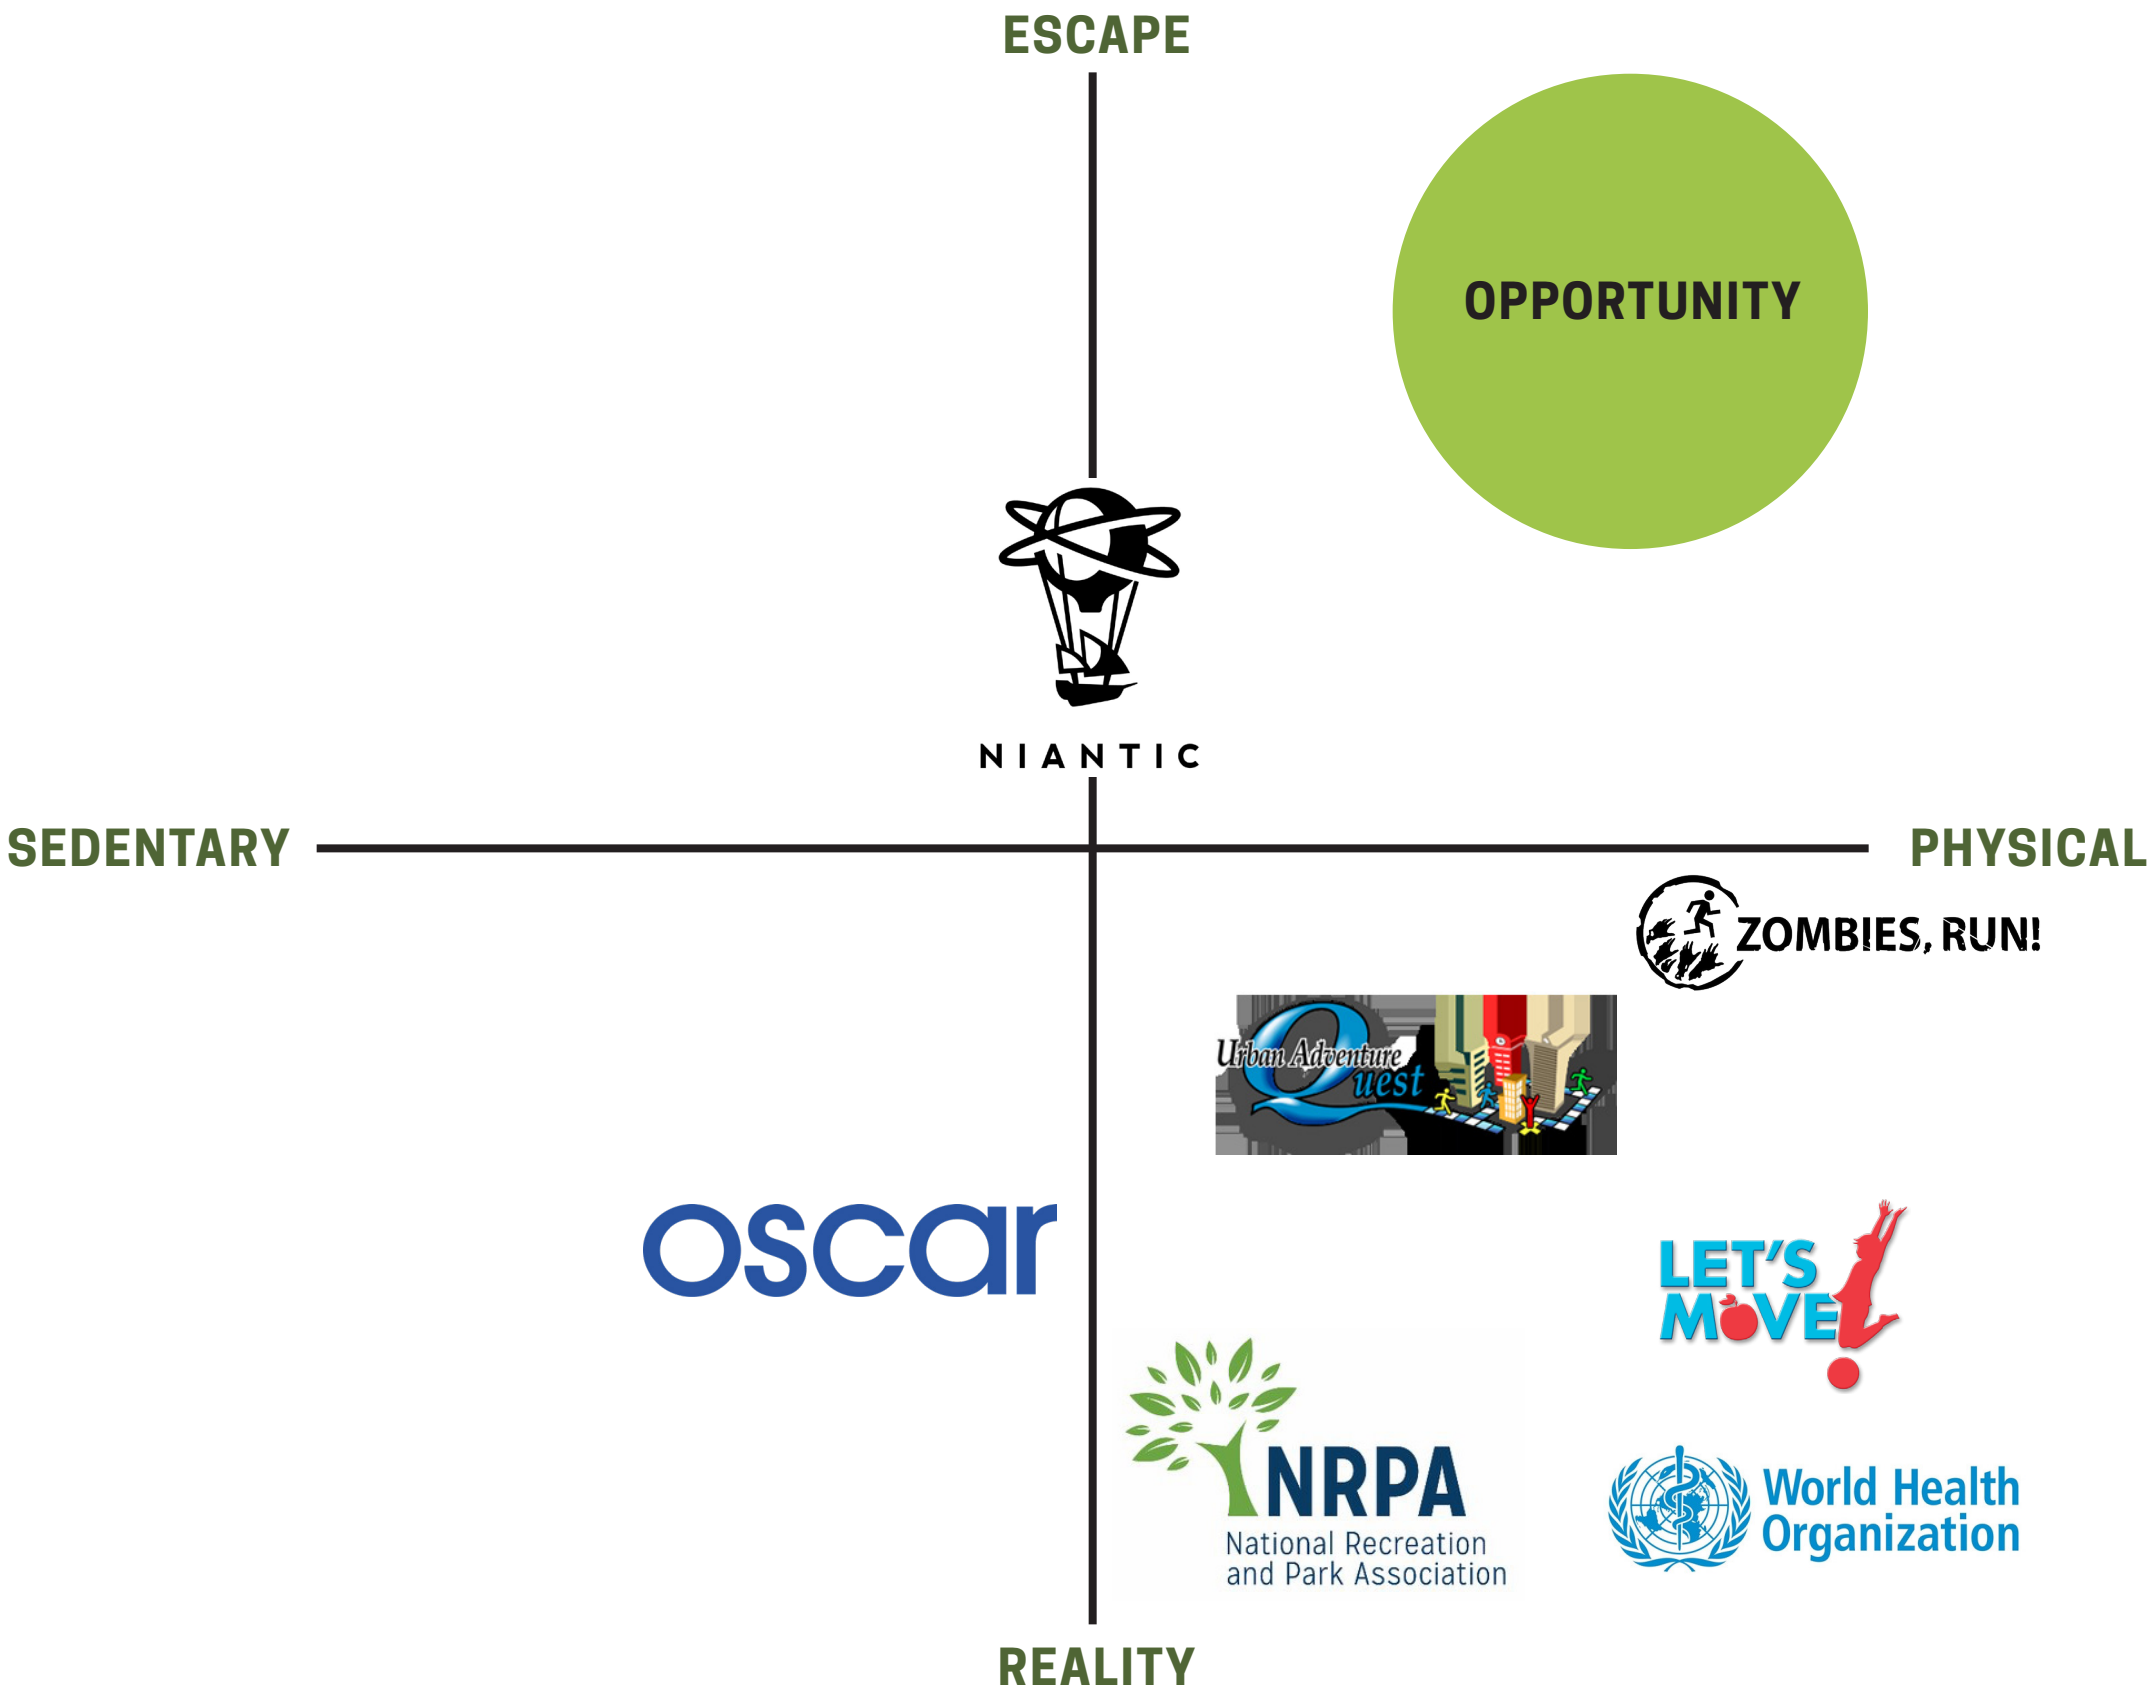 ESCAPE
OPPORTUNITY
NIANTIC
SEDENTARY
PHYSICAL
ZOMBIES, RUN!
Urban Adventure
Quest
oscar
LET'S
MOVE!
NRPA
National Recreation
and Park Association
World Health
Organization
REALITY